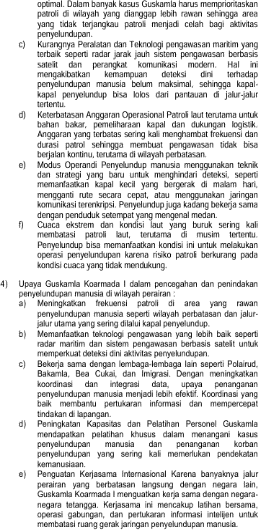 optimal. Dalam banyak kasus Guskamla harus memprioritaskan
patroli di wilayah yang dianggap lebih rawan sehingga area
yang tidak terjangkau patroli menjadi celah bagi aktivitas
penyelundupan.
c) Kurangnya Peralatan dan Teknologi pengawasan maritim yang
terbaik seperti radar jarak jauh sistem pengawasan berbasis
satelit dan perangkat komunikasi modern. Hal ini
mengakibatkan kemampuan deteksi dini terhadap
penyelundupan manusia belum maksimal, sehingga kapal-
kapal penyelundup bisa lolos dari pantauan di jalur-jalur
tertentu.
d) Keterbatasan Anggaran Operasional Patroli laut terutama untuk
bahan bakar, pemeliharaan kapal dan dukungan logistik.
Anggaran yang terbatas sering kali menghambat frekuensi dan
durasi patrol sehingga membuat pengawasan tidak bisa
berjalan kontinu, terutama di wilayah perbatasan.
e) Modus Operandi Penyelundup manusia menggunakan teknik
dan strategi yang baru untuk menghindari deteksi, seperti
memanfaatkan kapal kecil yang bergerak di malam hari,
mengganti rute secara cepat, atau menggunakan jaringan
komunikasi terenkripsi. Penyelundup juga kadang bekerja sama
dengan penduduk setempat yang mengenal medan.
f) Cuaca ekstrem dan kondisi laut yang buruk sering kali
membatasi patroli laut, terutama di musim tertentu.
Penyelundup bisa memanfaatkan kondisi ini untuk melakukan
operasi penyelundupan karena risiko patroli berkurang pada
kondisi cuaca yang tidak mendukung.
4) Upaya Guskamla Koarmada I dalam pencegahan dan penindakan
penyelundupan manusia di wilayah perairan :
a) Meningkatkan frekuensi patroli di area yang rawan
penyelundupan manusia seperti wilayah perbatasan dan jalur-
jalur utama yang sering dilalui kapal penyelundup.
b) Memanfaatkan teknologi pengawasan yang lebih baik seperti
radar maritim dan sistem pengawasan berbasis satelit untuk
memperkuat deteksi dini aktivitas penyelundupan.
c) Bekerja sama dengan lembaga-lembaga lain seperti Polairud,
Bakamla, Bea Cukai, dan Imigrasi. Dengan meningkatkan
koordinasi dan integrasi data, upaya penanganan
penyelundupan manusia menjadi lebih efektif. Koordinasi yang
baik membantu pertukaran informasi dan mempercepat
tindakan di lapangan.
d) Peningkatan Kapasitas dan Pelatihan Personel Guskamla
mendapatkan pelatihan khusus dalam menangani kasus
penyelundupan manusia dan penanganan korban
penyelundupan yang sering kali memerlukan pendekatan
kemanusiaan.
e) Penguatan Kerjasama Internasional Karena banyaknya jalur
perairan yang berbatasan langsung dengan negara lain,
Guskamla Koarmada I menguatkan kerja sama dengan negara-
negara tetangga. Kerjasama ini mencakup latihan bersama,
operasi gabungan, dan pertukaran informasi intelijen untuk
membatasi ruang gerak jaringan penyelundupan manusia.